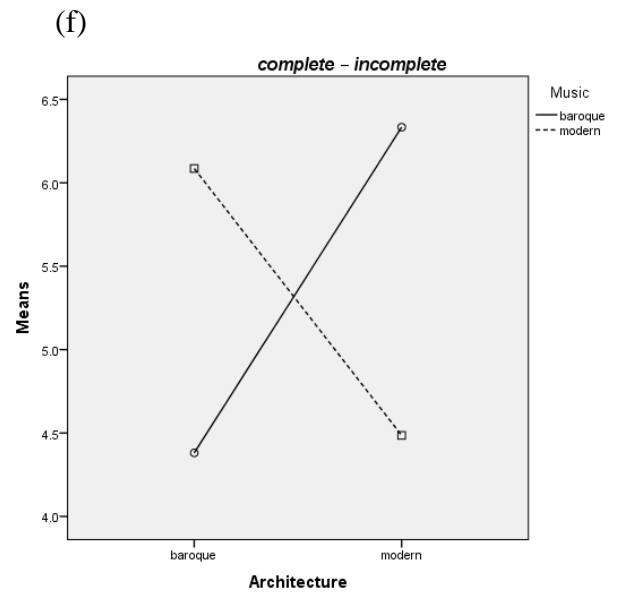 (f)
complete – incomplete
Music
baroque
modern
6.5
6.0
5.5
5.0
4.5
4.0
Means
baroque modern
Architecture